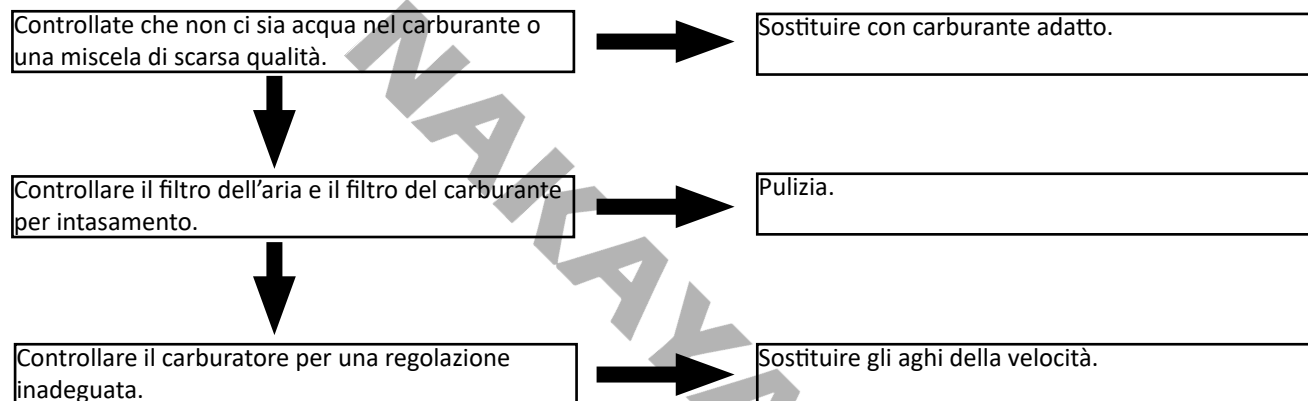 Controllate che non ci sia acqua nel carburante o
una miscela di scarsa qualità.
Sostituire con carburante adatto.
Controllare il filtro dell’aria e il filtro del carburante
per intasamento.
Pulizia.
Controllare il carburatore per una regolazione
inadeguata.
Sostituire gli aghi della velocità.
NAKAYA